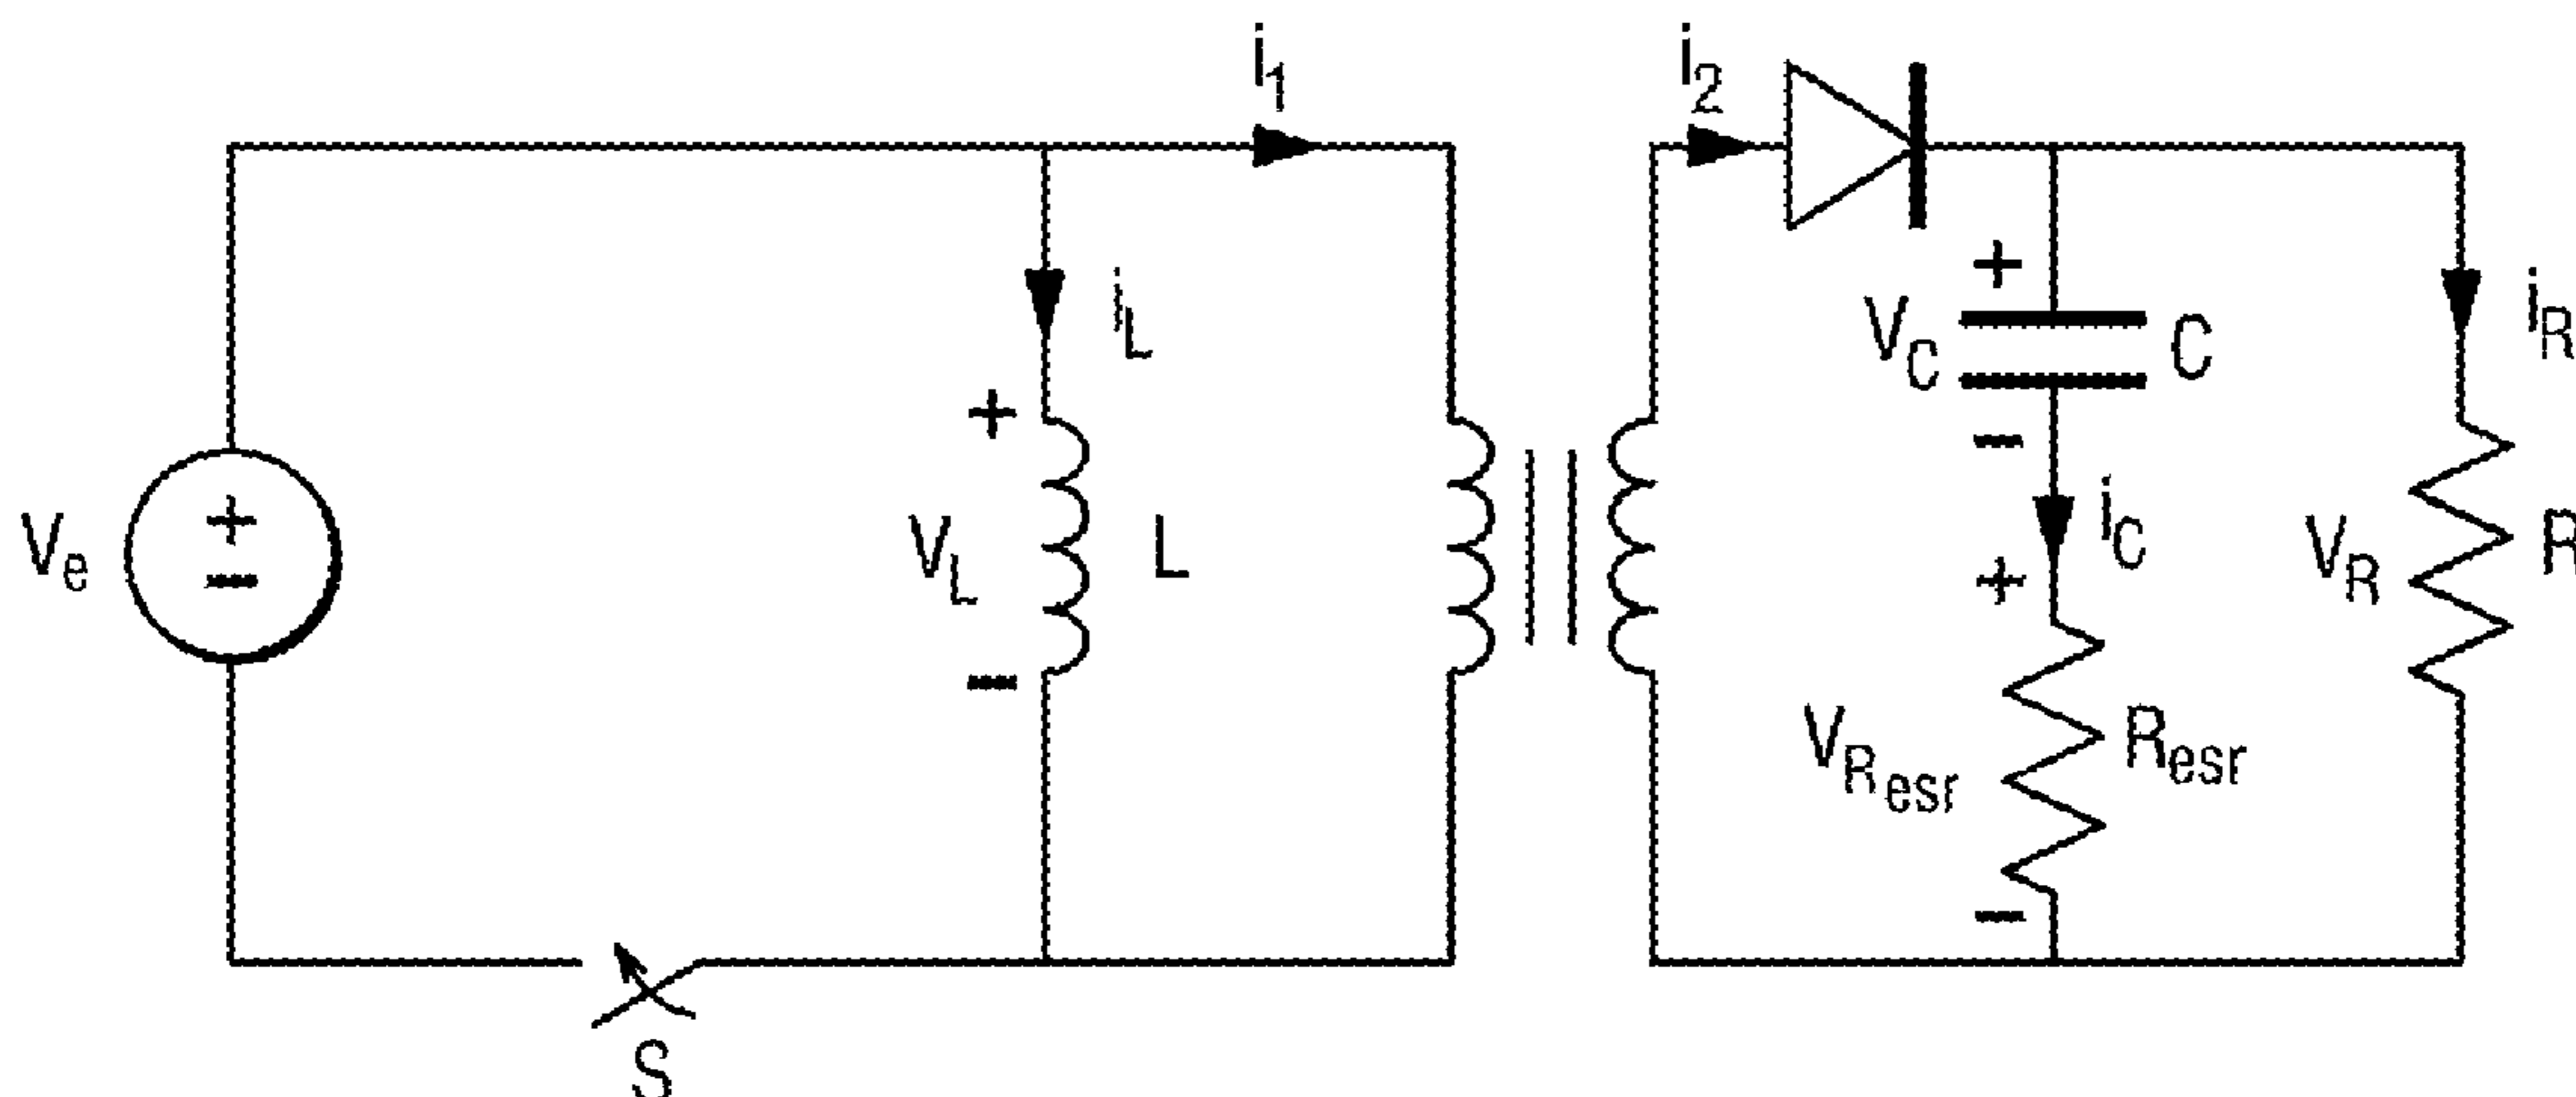 i1
i2
iL
+
VC
C
iR
+
VL
L
−
−
iC
+
−
Ve
+
VR
R
VResr
Resr
−
−
S